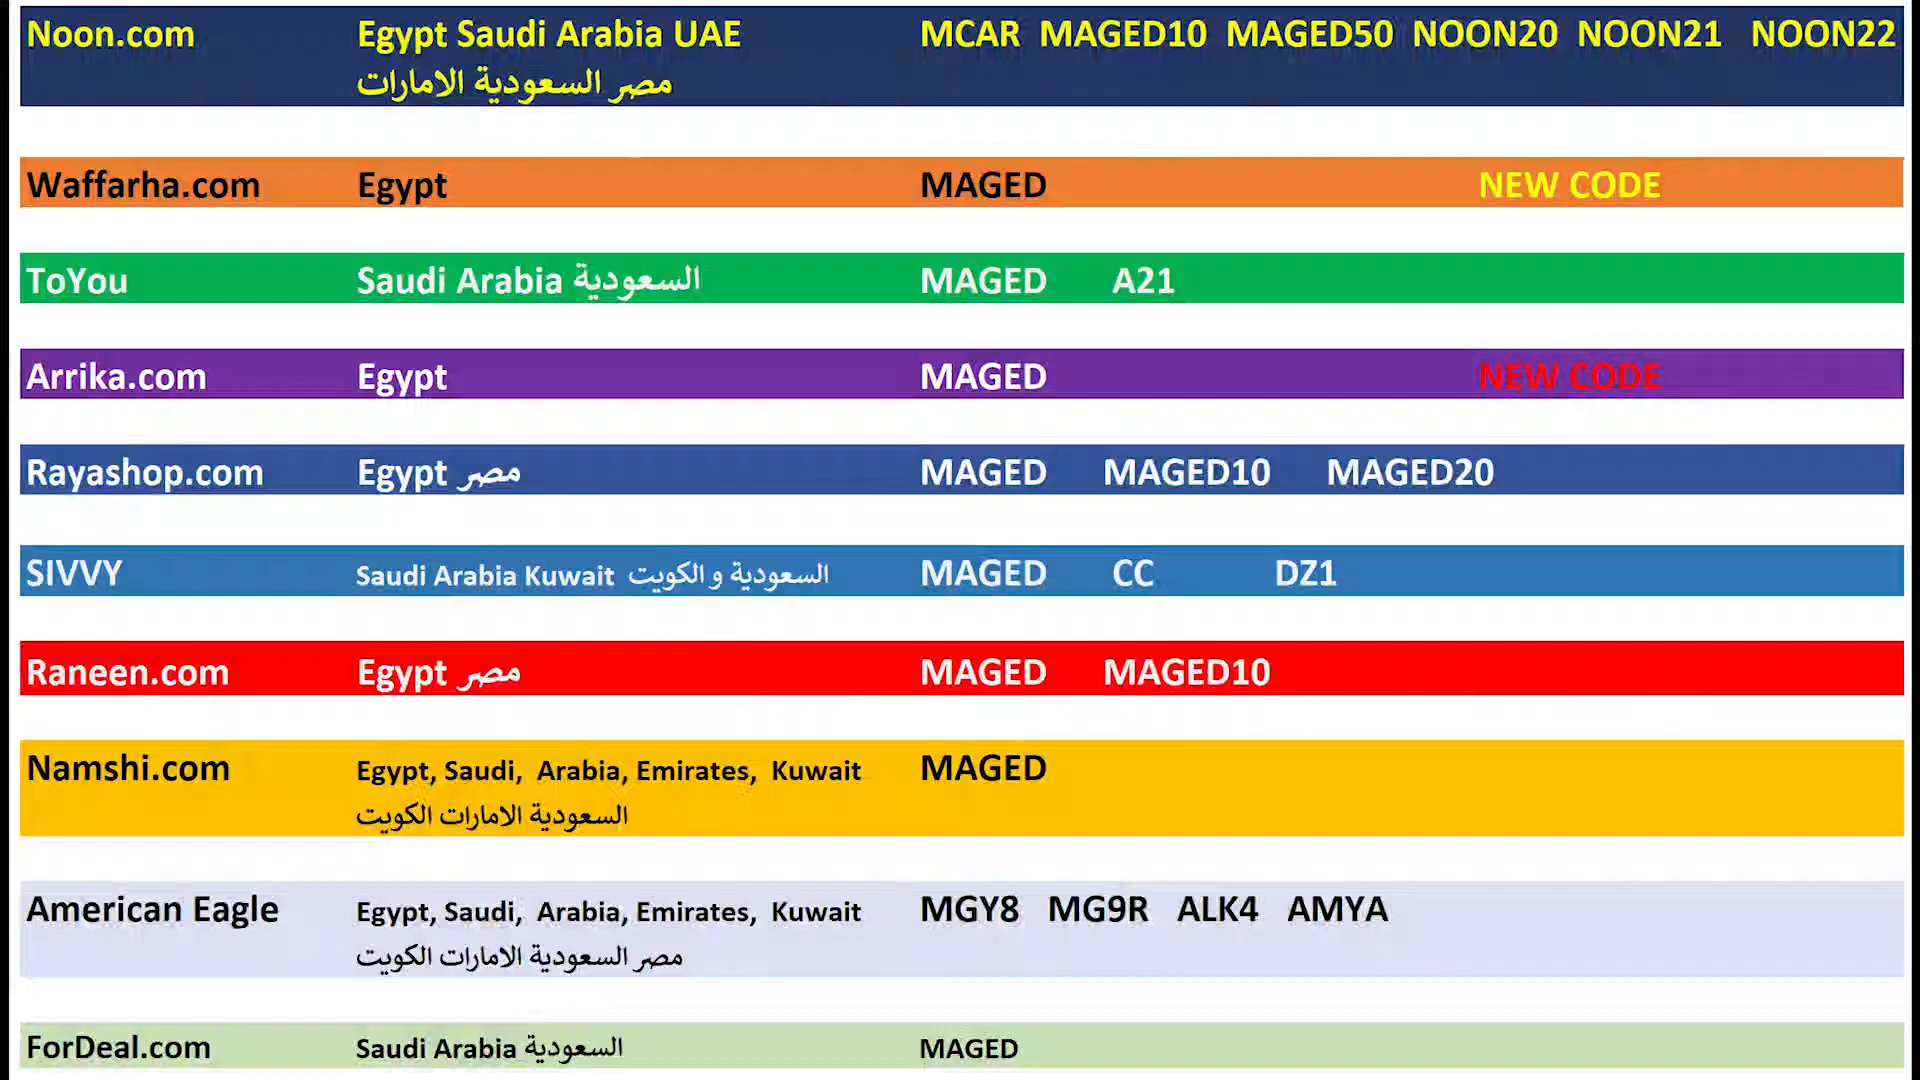 Noon.com Egypt Saudi Arabia UAE MCAR MAGED10 MAGED50 NOON20 NOON21 NOON22
مصر السعودية الامارات
Waffarha.com Egypt MAGED NEW CODE
ToYou Saudi Arabia السعودية MAGED A21
Arrika.com Egypt MAGED NEW CODE
Rayashop.com Egypt مصر MAGED MAGED10 MAGED20
SIVVY Saudi Arabia Kuwait السعودية و الكويت MAGED CC DZ1
Raneen.com Egypt مصر MAGED MAGED10
Namshi.com Egypt, Saudi, Arabia, Emirates, Kuwait MAGED
السعودية الامارات الكويت
American Eagle Egypt, Saudi, Arabia, Emirates, Kuwait MGY8 MG9R ALK4 AMYA
مصر السعودية الامارات الكويت
ForDeal.com Saudi Arabia السعودية MAGED